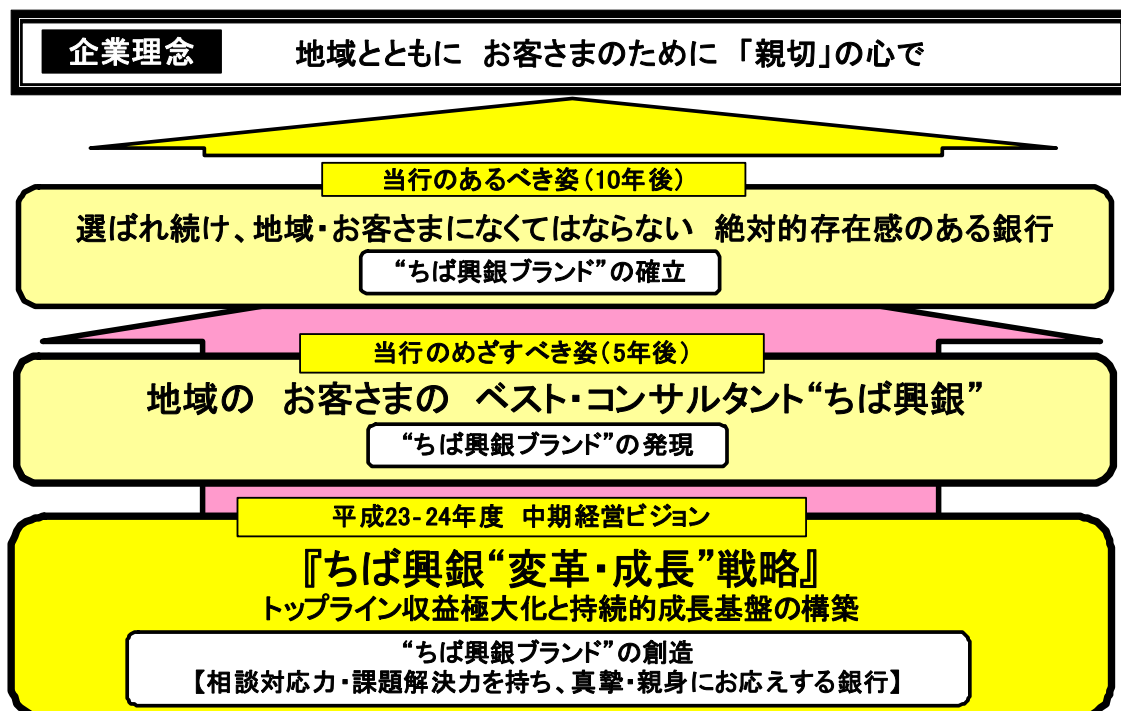 企業理念 地域とともに お客さまのために 「親切」の心で
当行のあるべき姿(10年後)
選ばれ続け、地域・お客さまになくてはならない 絶対的存在感のある銀行
“ちば興銀ブランド”の確立
当行のめざすべき姿(5年後)
地域の お客さまの ベスト・コンサルタント“ちば興銀”
“ちば興銀ブランド”の発現
平成23-24年度 中期経営ビジョン
『ちば興銀“変革・成長”戦略』
トップライン収益極大化と持続的成長基盤の構築
“ちば興銀ブランド”の創造
【相談対応力・課題解決力を持ち、真摯・親身にお応えする銀行】